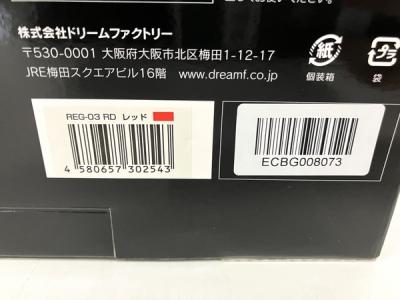 株式会社ドリームファクトリー
〒530-0001 大阪府大阪市北区梅田1-12-17
JRE梅田スクエアビル16階 www.dreamf.co.jp
紙
個装箱
プラ
袋
REG-03 RD レッド
4 580657 302543
ECBG008073